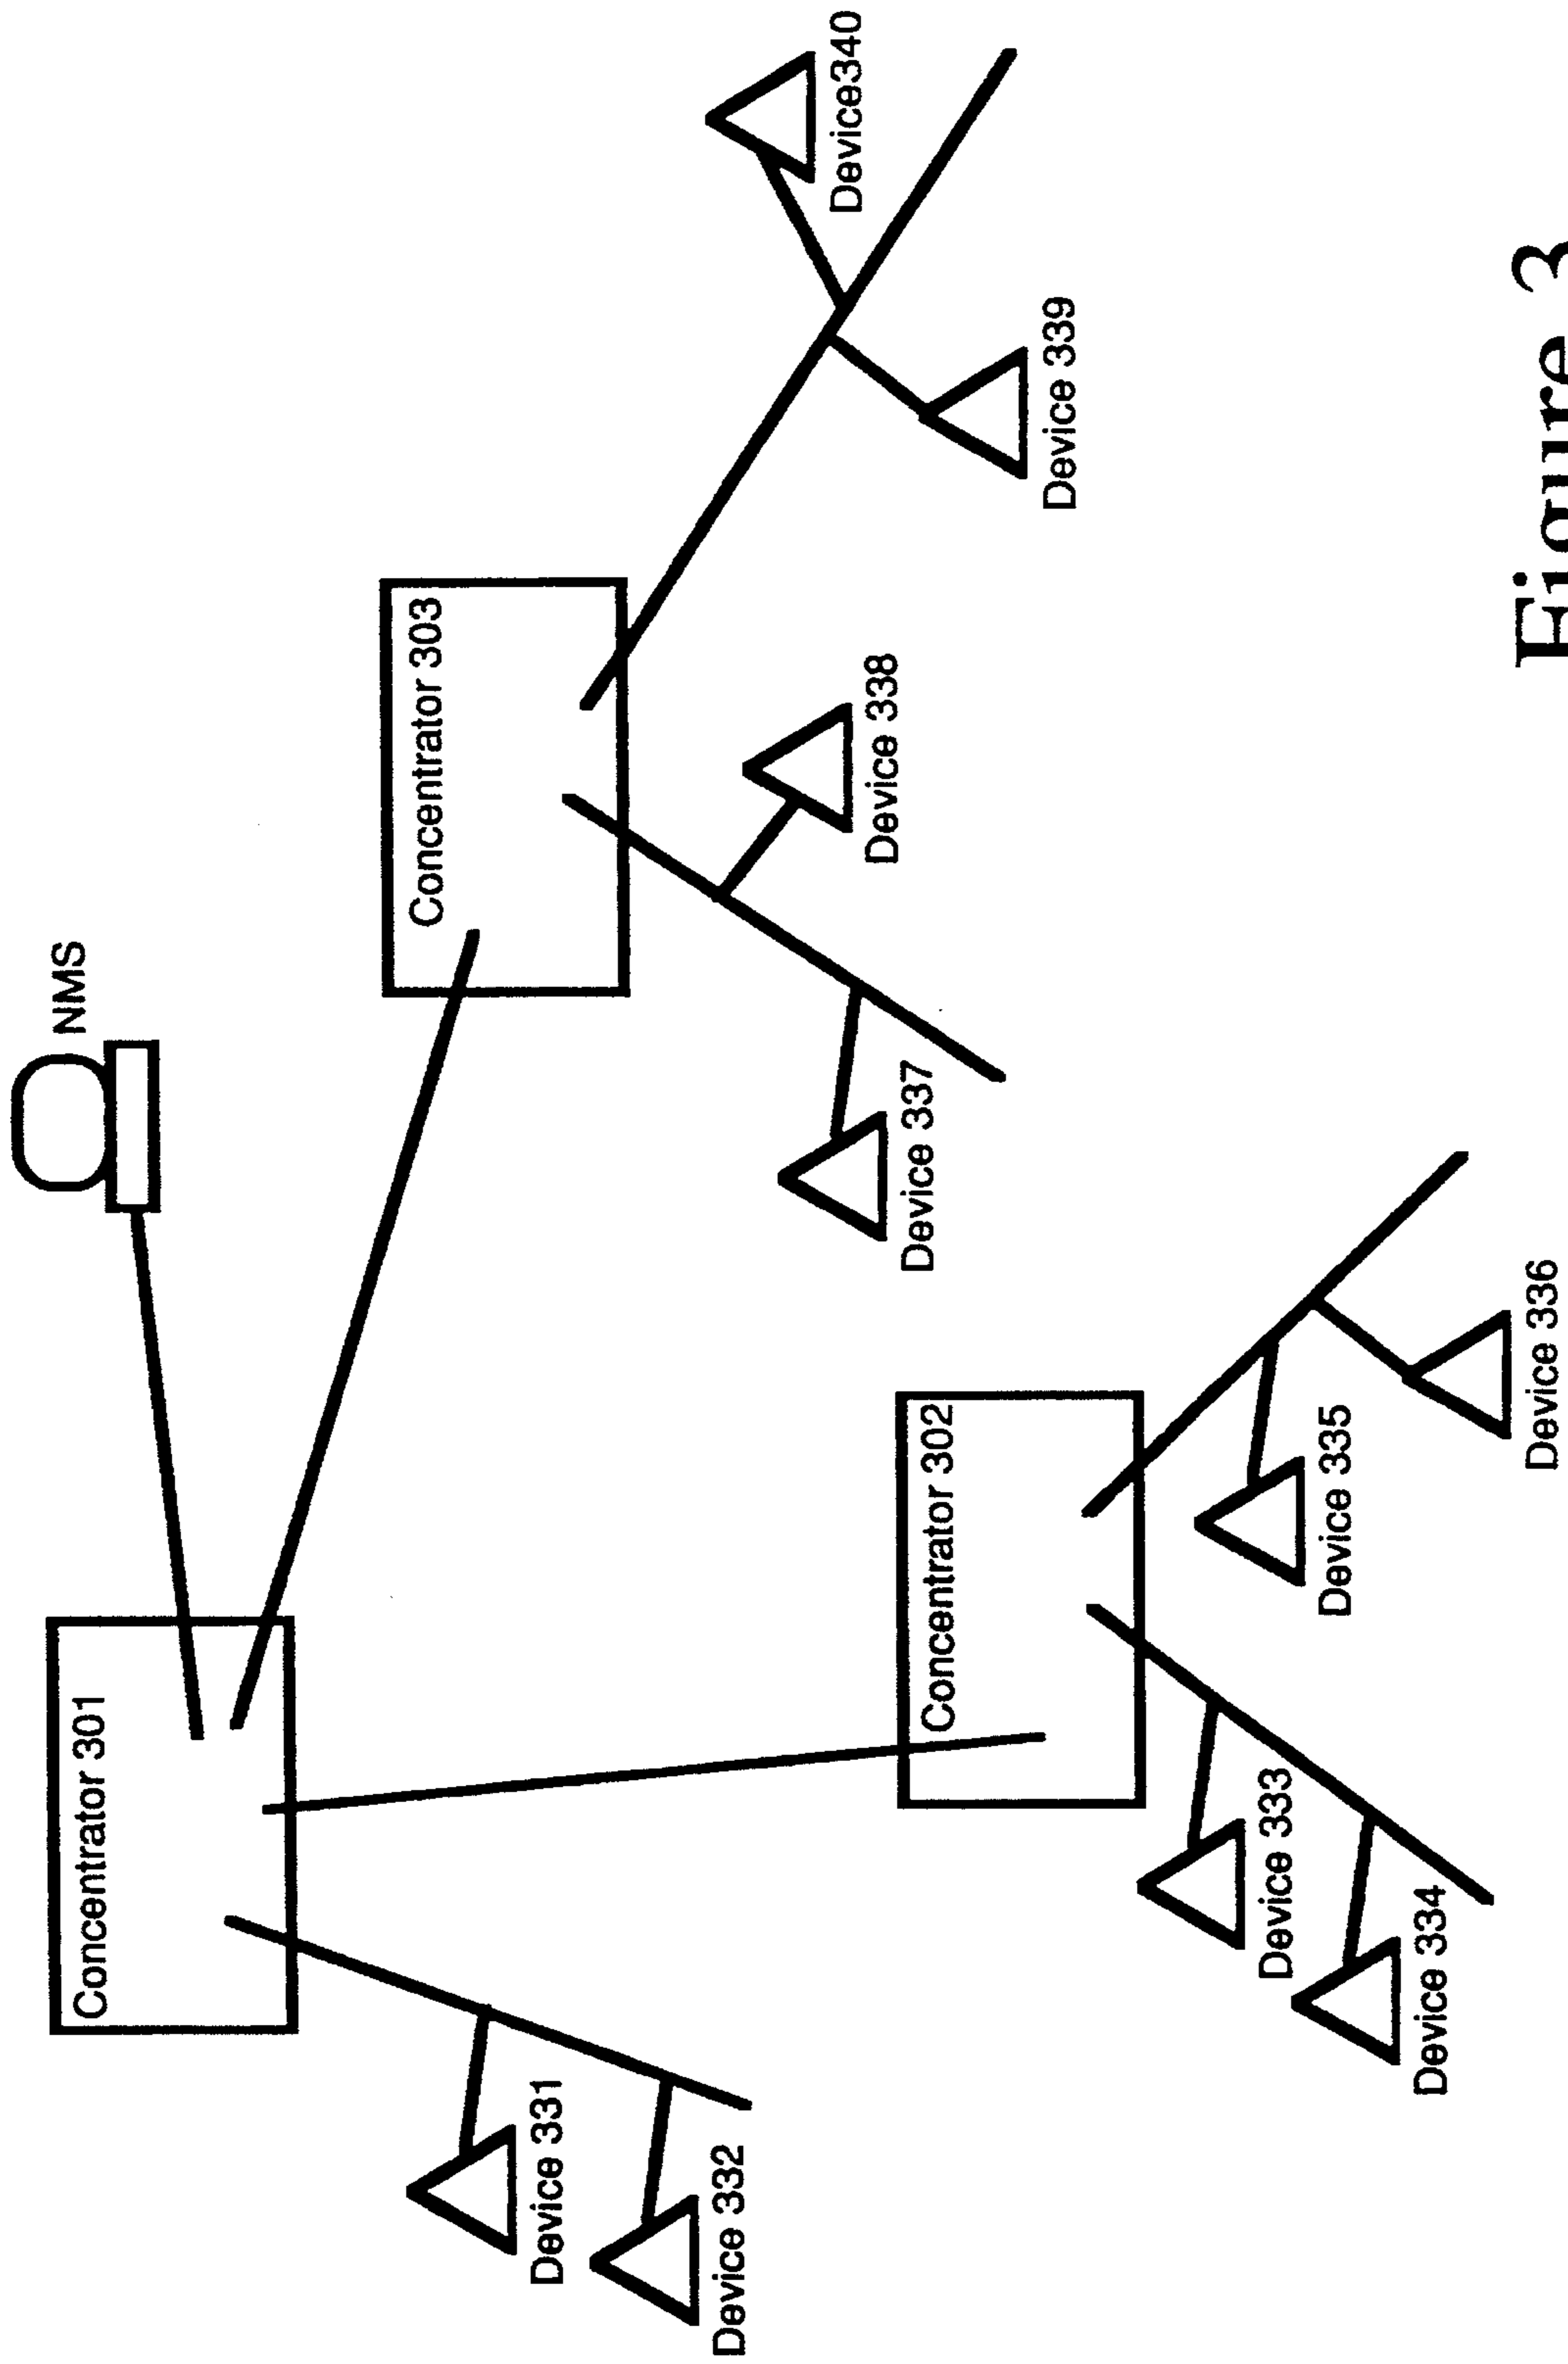 NMS
Concentrator 301
Concentrator 303
Device 331
Device 332
Concentrator 302
Device 333
Device 334
Device 335
Device 336
Device 337
Device 338
Device 339
Device340
Figure 3